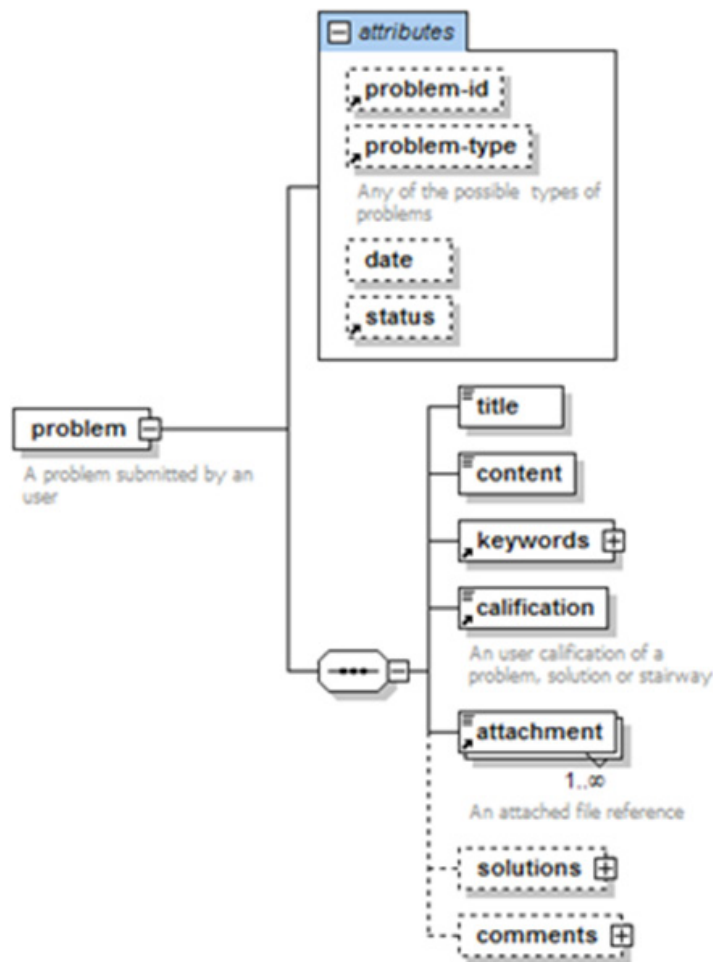 attributes
problem-id
problem-type
Any of the possible types of
problems
date
status
problem
A problem submitted by an
user
title
content
keywords
calification
An user calification of a
problem, solution or stairway
attachment
1..∞
An attached file reference
solutions
comments